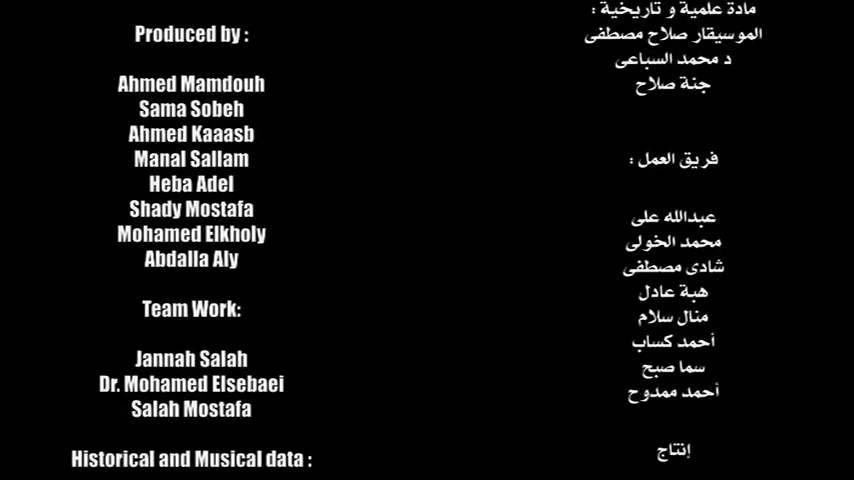 Produced by :
Ahmed Mamdouh
Sama Sobeh
Ahmed Kaaasb
Manal Sallam
Heba Adel
Shady Mostafa
Mohamed Elkholy
Abdalla Aly
Team Work:
Jannah Salah
Dr. Mohamed Elsebaei
Salah Mostafa
Historical and Musical data :
مادة علمية و تاريخية :
الموسيقار صلاح مصطفى
د محمد السباعى
جنة صلاح
فريق العمل :
عبدالله على
محمد الخولى
شادى مصطفى
هبة عادل
منال سلام
أحمد كساب
سما صبح
أحمد ممدوح
إنتاج